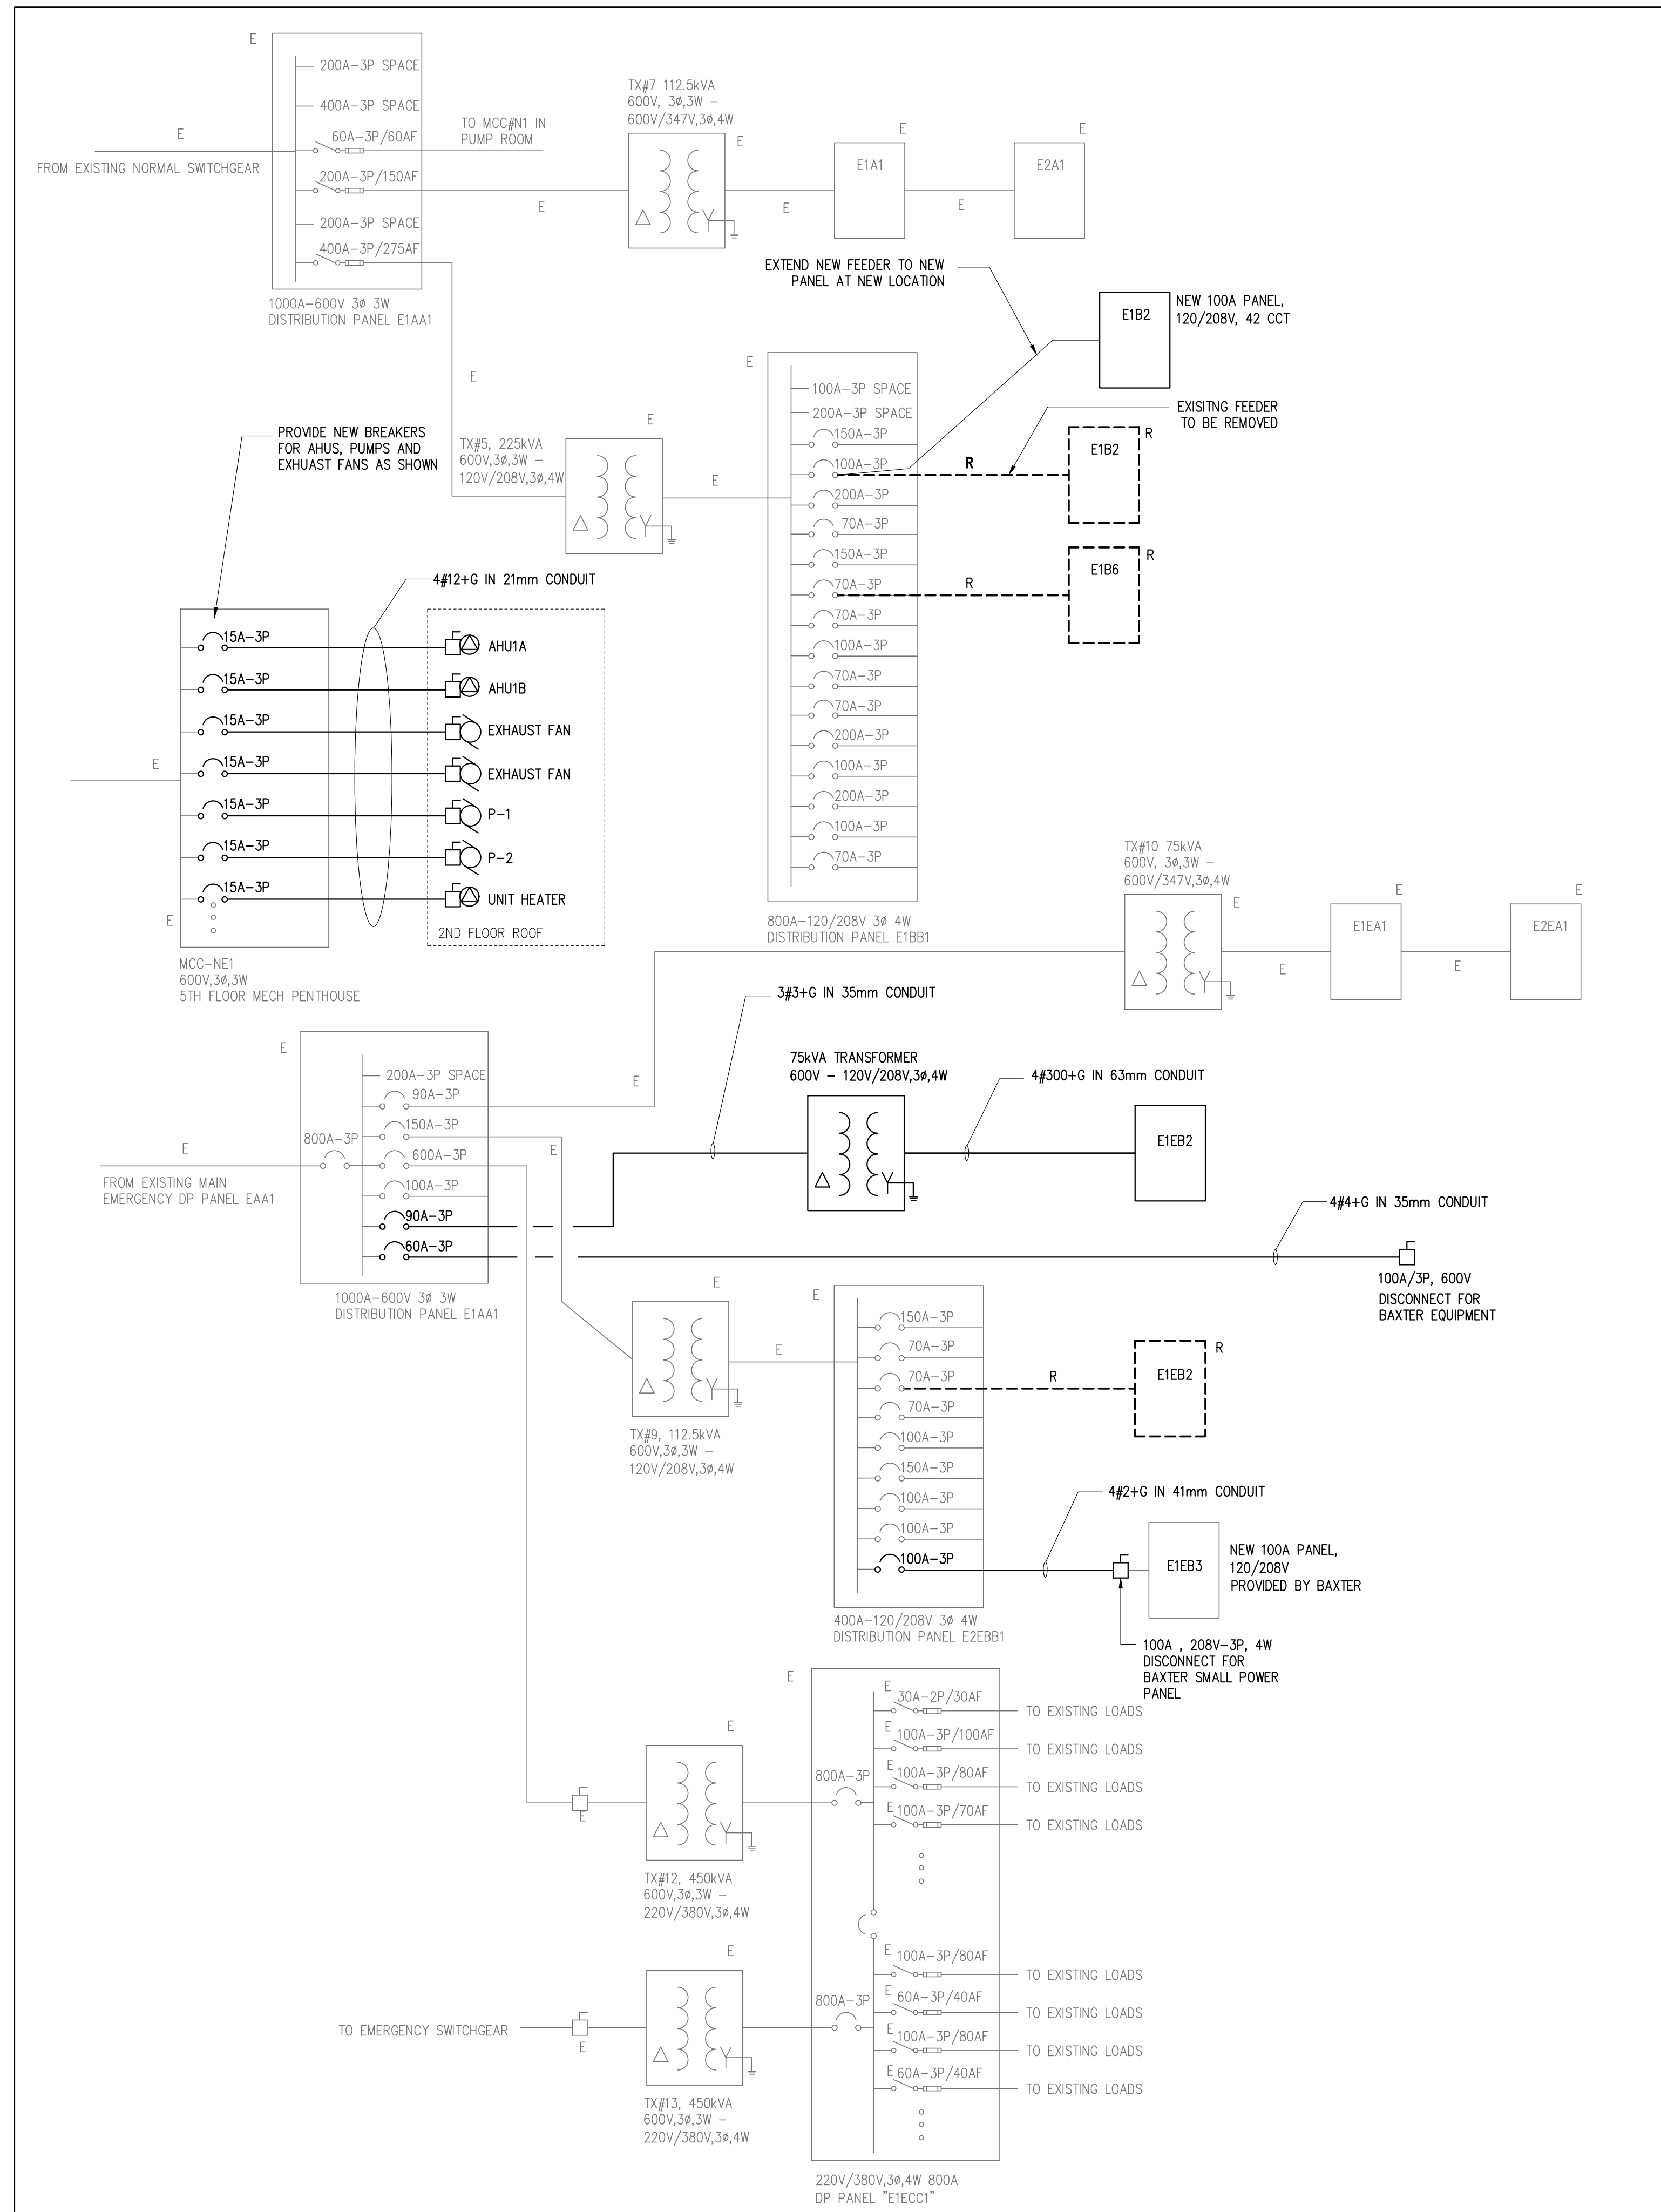 E
200A-3P SPACE
400A-3P SPACE
E
60A-3P/60AF
TO MCC#N1 IN
PUMP ROOM
FROM EXISTING NORMAL SWITCHGEAR
200A-3P/150AF
E
200A-3P SPACE
400A-3P/275AF
1000A-600V 3ø 3W
DISTRIBUTION PANEL E1AA1
TX#7 112.5kVA
600V, 3ø,3W –
600V/347V,3ø,4W
E
E
E
E1A1
E
E
E2A1
EXTEND NEW FEEDER TO NEW
PANEL AT NEW LOCATION
E1B2
NEW 100A PANEL,
120/208V, 42 CCT
E
E
TX#5, 225kVA
600V,3ø,3W –
120V/208V,3ø,4W
E
E
100A-3P SPACE
200A-3P SPACE
150A-3P
100A-3P
200A-3P
70A-3P
150A-3P
70A-3P
70A-3P
100A-3P
70A-3P
70A-3P
200A-3P
100A-3P
200A-3P
100A-3P
70A-3P
800A-120/208V 3ø 4W
DISTRIBUTION PANEL E1BB1
R
EXISITNG FEEDER
TO BE REMOVED
E1B2
R
R
E1B6
R
PROVIDE NEW BREAKERS
FOR AHUS, PUMPS AND
EXHUAST FANS AS SHOWN
4#12+G IN 21mm CONDUIT
15A-3P
AHU1A
15A-3P
AHU1B
15A-3P
EXHAUST FAN
E
15A-3P
EXHAUST FAN
15A-3P
P-1
15A-3P
P-2
15A-3P
UNIT HEATER
E
2ND FLOOR ROOF
MCC-NE1
600V,3ø,3W
5TH FLOOR MECH PENTHOUSE
TX#10 75kVA
600V, 3ø,3W –
600V/347V,3ø,4W
E
E
E
E1EA1
E
E
E2EA1
3#3+G IN 35mm CONDUIT
E
200A-3P SPACE
90A-3P
E
800A-3P
150A-3P
600A-3P
E
100A-3P
90A-3P
60A-3P
E
FROM EXISTING MAIN
EMERGENCY DP PANEL EAA1
1000A-600V 3ø 3W
DISTRIBUTION PANEL E1AA1
75kVA TRANSFORMER
600V – 120V/208V,3ø,4W
4#300+G IN 63mm CONDUIT
E1EB2
4#4+G IN 35mm CONDUIT
100A/3P, 600V
DISCONNECT FOR
BAXTER EQUIPMENT
E
TX#9, 112.5kVA
600V,3ø,3W –
120V/208V,3ø,4W
E
E
150A-3P
70A-3P
70A-3P
70A-3P
100A-3P
150A-3P
100A-3P
100A-3P
100A-3P
400A-120/208V 3ø 4W
DISTRIBUTION PANEL E2EBB1
R
E1EB2
R
4#2+G IN 41mm CONDUIT
E1EB3
NEW 100A PANEL,
120/208V
PROVIDED BY BAXTER
100A , 208V-3P, 4W
DISCONNECT FOR
BAXTER SMALL POWER
PANEL
E
E
E
TX#12, 450kVA
600V,3ø,3W –
220V/380V,3ø,4W
800A-3P
E
30A-2P/30AF
TO EXISTING LOADS
E
100A-3P/100AF
TO EXISTING LOADS
E
100A-3P/80AF
TO EXISTING LOADS
E
100A-3P/70AF
TO EXISTING LOADS
E
100A-3P/80AF
TO EXISTING LOADS
E
60A-3P/40AF
TO EXISTING LOADS
E
100A-3P/80AF
TO EXISTING LOADS
E
60A-3P/40AF
TO EXISTING LOADS
800A-3P
E
TO EMERGENCY SWITCHGEAR
E
TX#13, 450kVA
600V,3ø,3W –
220V/380V,3ø,4W
220V/380V,3ø,4W 800A
DP PANEL "E1ECC1"